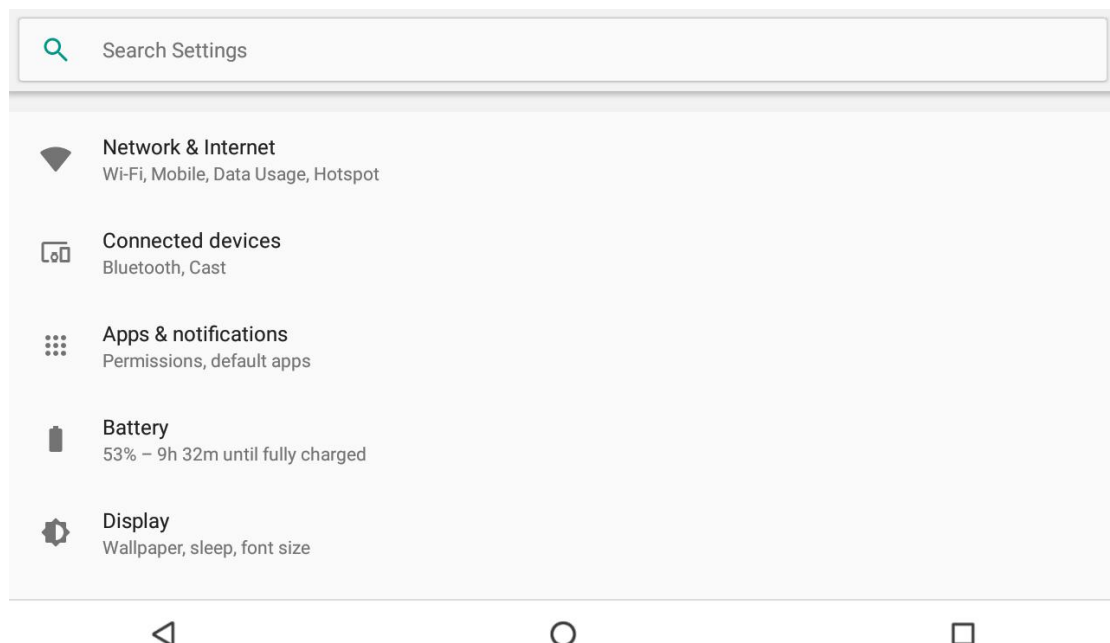 Search Settings
Network & Internet
Wi-Fi, Mobile, Data Usage, Hotspot
Connected devices
Bluetooth, Cast
Apps & notifications
Permissions, default apps
Battery
53% – 9h 32m until fully charged
Display
Wallpaper, sleep, font size